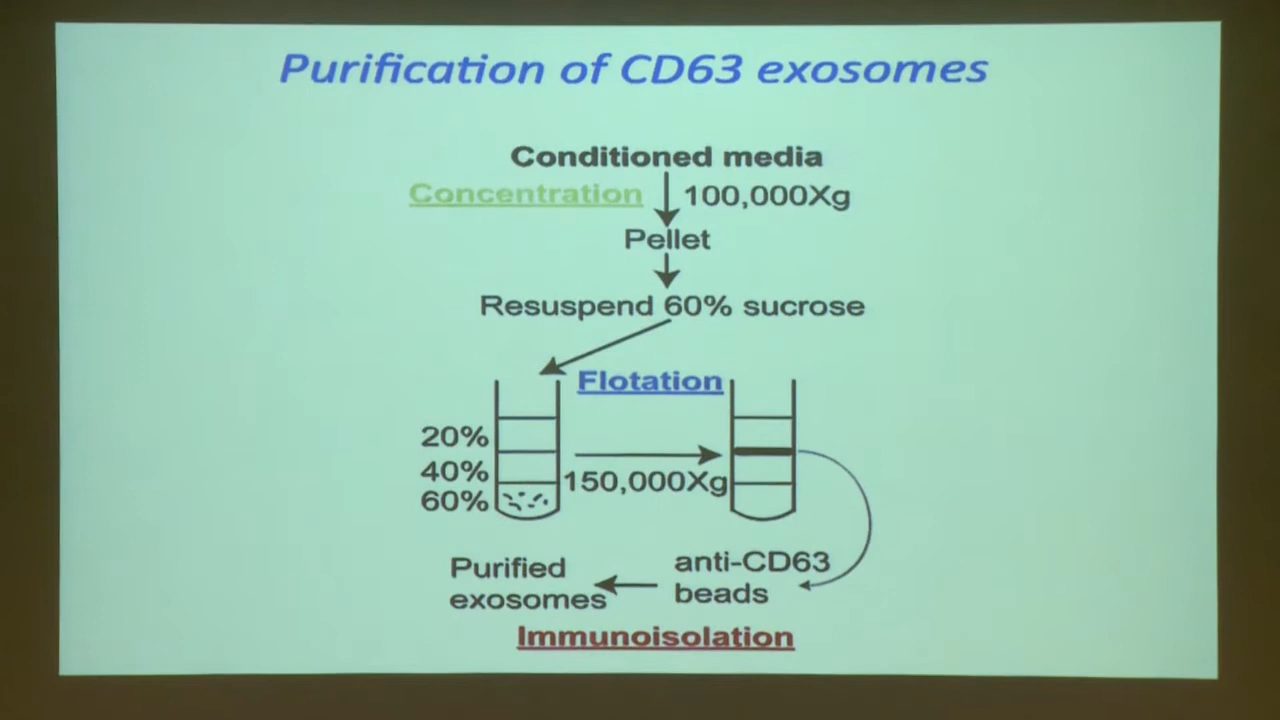 Purification of CD63 exosomes
Conditioned media
Concentration 100,000Xg
Pellet
Resuspend 60% sucrose
Flotation
20%
40%
150,000Xg
60%
anti-CD63
beads
Purified
exosomes
Immunoisolation